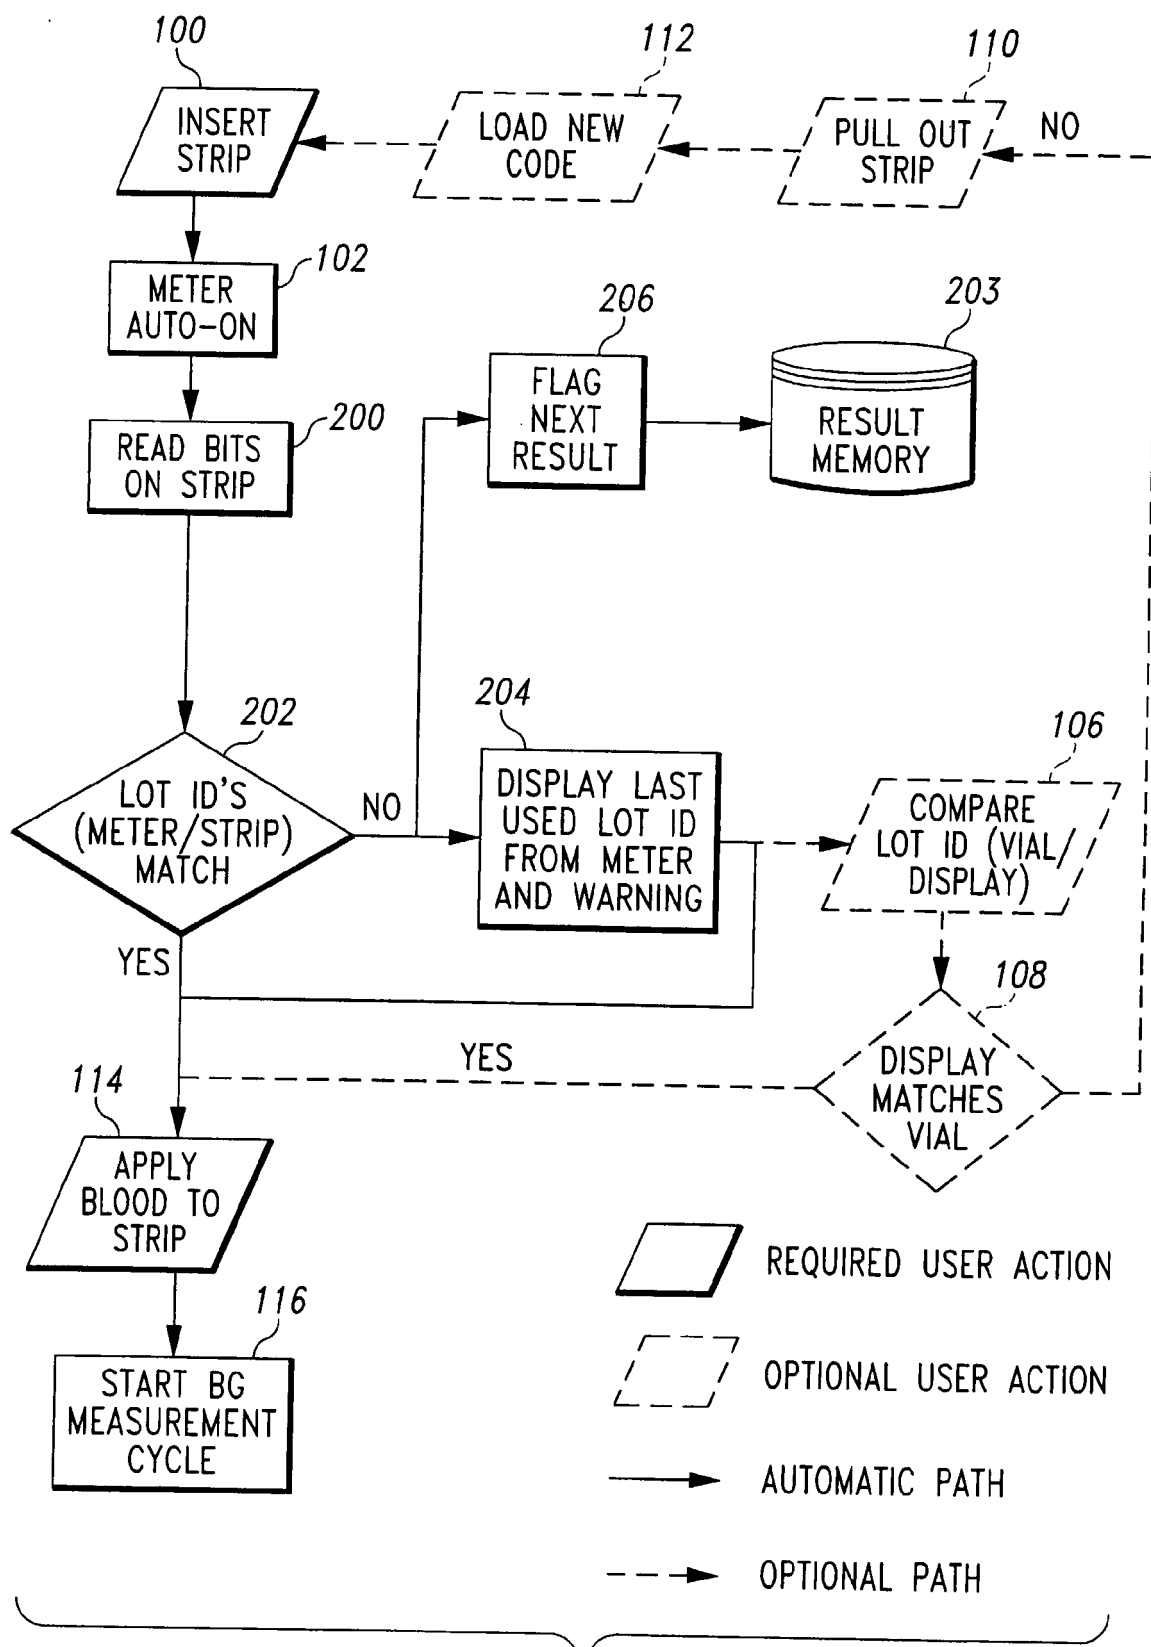 100
112
110
INSERT
STRIP
LOAD NEW
CODE
PULL OUT
STRIP
NO
102
METER
AUTO-ON
206
203
FLAG
NEXT
RESULT
RESULT
MEMORY
200
READ BITS
ON STRIP
202
LOT ID'S
(METER/STRIP)
MATCH
NO
204
DISPLAY LAST
USED LOT ID
FROM METER
AND WARNING
106
COMPARE
LOT ID (VIAL/
DISPLAY)
YES
108
DISPLAY
MATCHES
VIAL
YES
114
APPLY
BLOOD TO
STRIP
116
START BG
MEASUREMENT
CYCLE
REQUIRED USER ACTION
OPTIONAL USER ACTION
AUTOMATIC PATH
OPTIONAL PATH